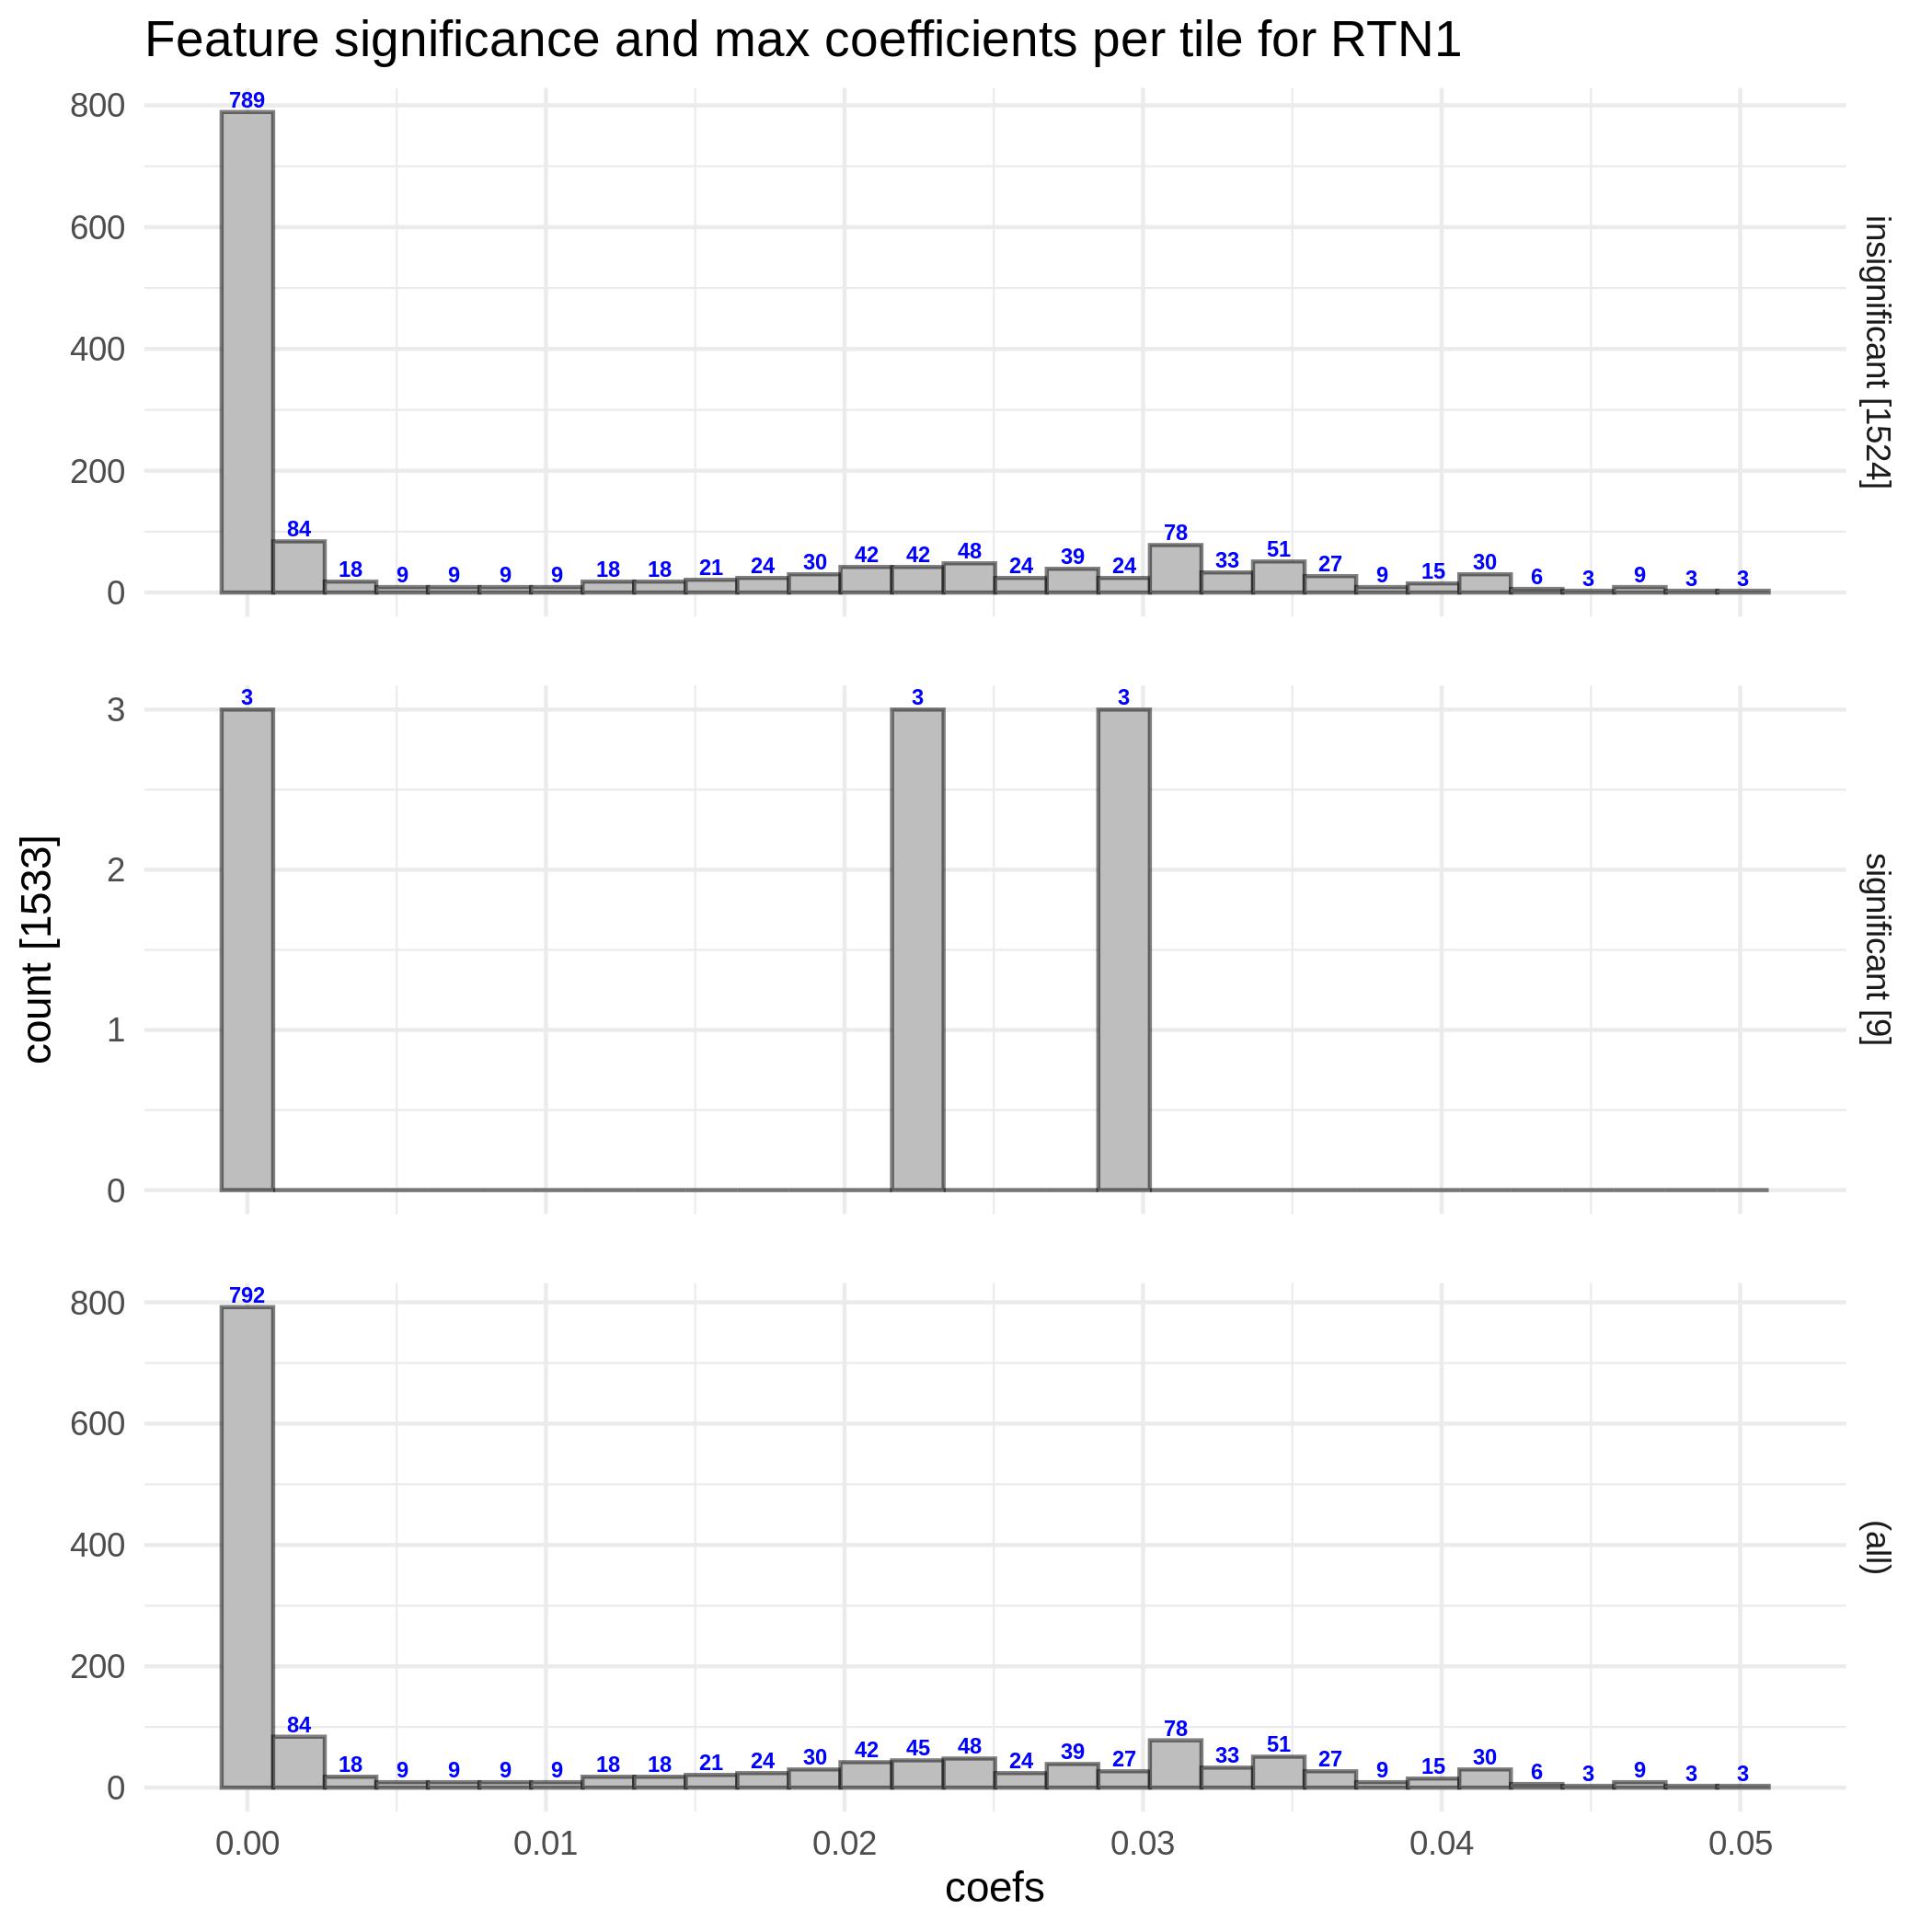 Feature significance and max coefficients per tile for RTN1
800
600
400
200
0
789
84 18 9 9 9 9 18 18 21 24 30 42 42 48 24 39 24 78 33 51 27 9 15 30 6 3 9 3 3
insignificant [1524]
3
2
1
0
3 3 3
significant [9]
count [1533]
800
600
400
200
0
792
84 18 9 9 9 9 18 18 21 24 30 42 45 48 24 39 27 78 33 51 27 9 15 30 6 3 9 3 3
(all)
0.00 0.01 0.02 0.03 0.04 0.05
coefs